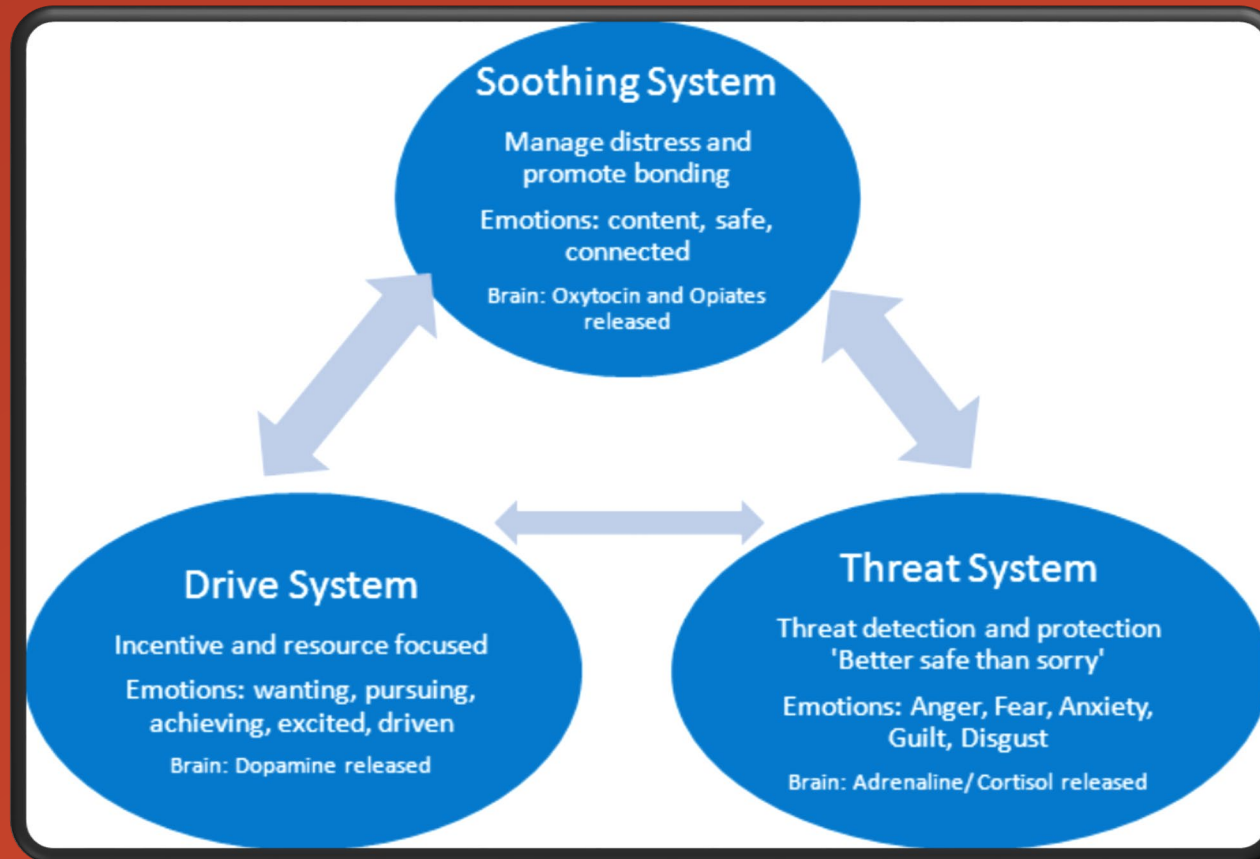 Soothing System
Manage distress and
promote bonding
Emotions: content, safe,
connected
Brain: Oxytocin and Opiates
released
Drive System
Incentive and resource focused
Emotions: wanting, pursuing,
achieving, excited, driven
Brain: Dopamine released
Threat System
Threat detection and protection
'Better safe than sorry'
Emotions: Anger, Fear, Anxiety,
Guilt, Disgust
Brain: Adrenaline/Cortisol released